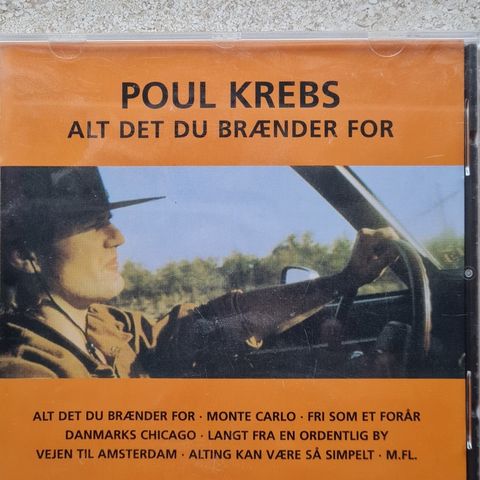 POUL KREBS
ALT DET DU BRÆNDER FOR
ALT DET DU BRÆNDER FOR · MONTE CARLO · FRI SOM ET FORÅR
DANMARKS CHICAGO · LANGT FRA EN ORDENTLIG BY
VEJEN TIL AMSTERDAM · ALTING KAN VÆRE SÅ SIMPELT · M.FL.